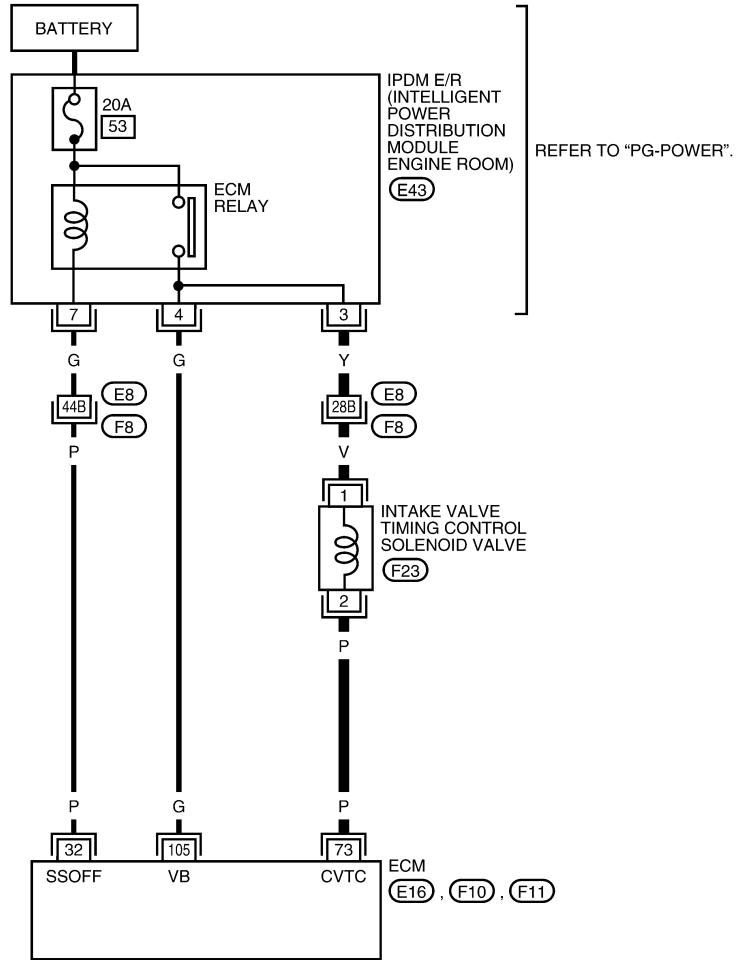 BATTERY
20A
53
IPDM E/R
(INTELLIGENT
POWER
DISTRIBUTION
MODULE
ENGINE ROOM)
E43
REFER TO “PG-POWER”.
ECM
RELAY
7
4
3
G
G
Y
44B
E8
F8
28B
E8
F8
P
V
1
INTAKE VALVE
TIMING CONTROL
SOLENOID VALVE
F23
2
P
P
G
P
32
105
73
SSOFF
VB
CVTC
ECM
E16 , F10 , F11